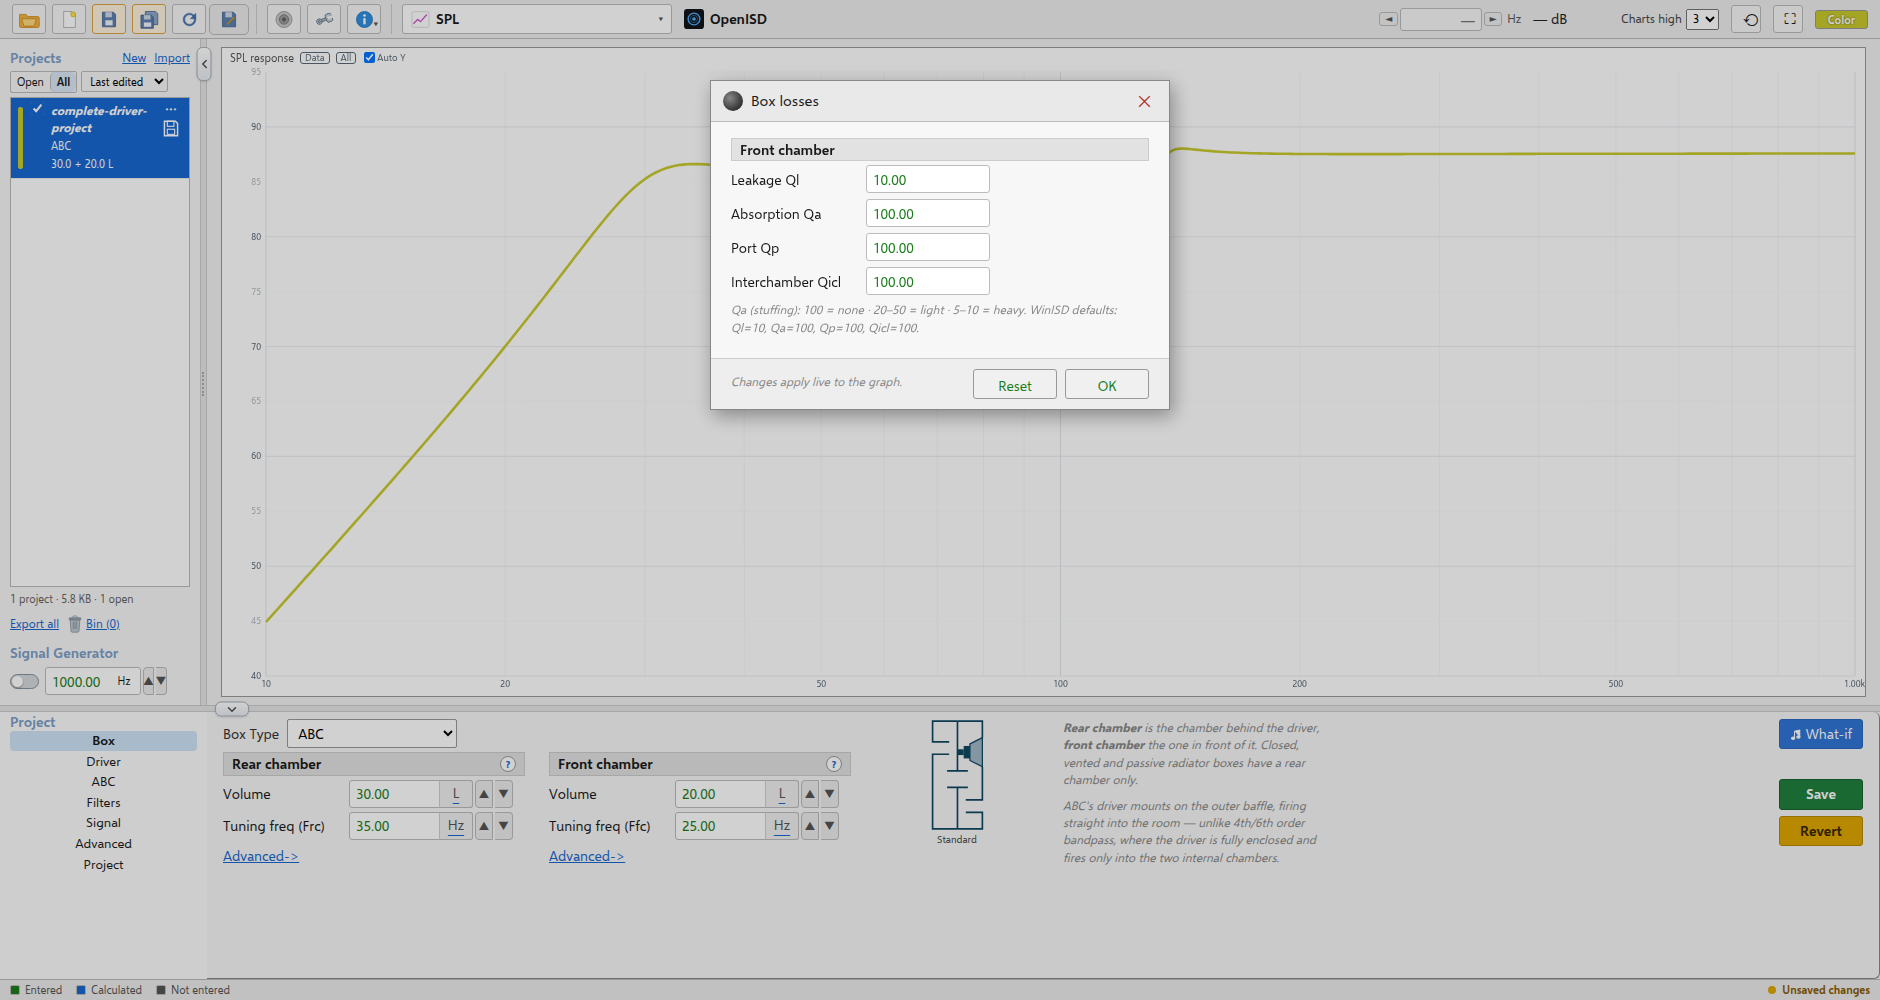 SPL
OpenISD
—
Hz
— dB
Charts high
3
Color
Projects
New
Import
Open
All
Last edited
complete-driver-
project
ABC
30.0 + 20.0 L
1 project · 5.8 KB · 1 open
Export all
Bin (0)
Signal Generator
1000.00
Hz
SPL response
Data
All
Auto Y
95
90
85
80
75
70
65
60
55
50
45
40
10
20
50
100
200
500
1.00k
Box losses
Front chamber
Leakage Ql
10.00
Absorption Qa
100.00
Port Qp
100.00
Interchamber Qicl
100.00
Qa (stuffing): 100 = none · 20–50 = light · 5–10 = heavy. WinISD defaults:
Ql=10, Qa=100, Qp=100, Qicl=100.
Changes apply live to the graph.
Reset
OK
Project
Box
Driver
ABC
Filters
Signal
Advanced
Project
Box Type
ABC
Rear chamber
?
Volume
30.00
L
Tuning freq (Frc)
35.00
Hz
Advanced->
Front chamber
?
Volume
20.00
L
Tuning freq (Ffc)
25.00
Hz
Advanced->
Standard
Rear chamber is the chamber behind the driver,
front chamber the one in front of it. Closed,
vented and passive radiator boxes have a rear
chamber only.
ABC's driver mounts on the outer baffle, firing
straight into the room — unlike 4th/6th order
bandpass, where the driver is fully enclosed and
fires only into the two internal chambers.
What-if
Save
Revert
Entered
Calculated
Not entered
Unsaved changes